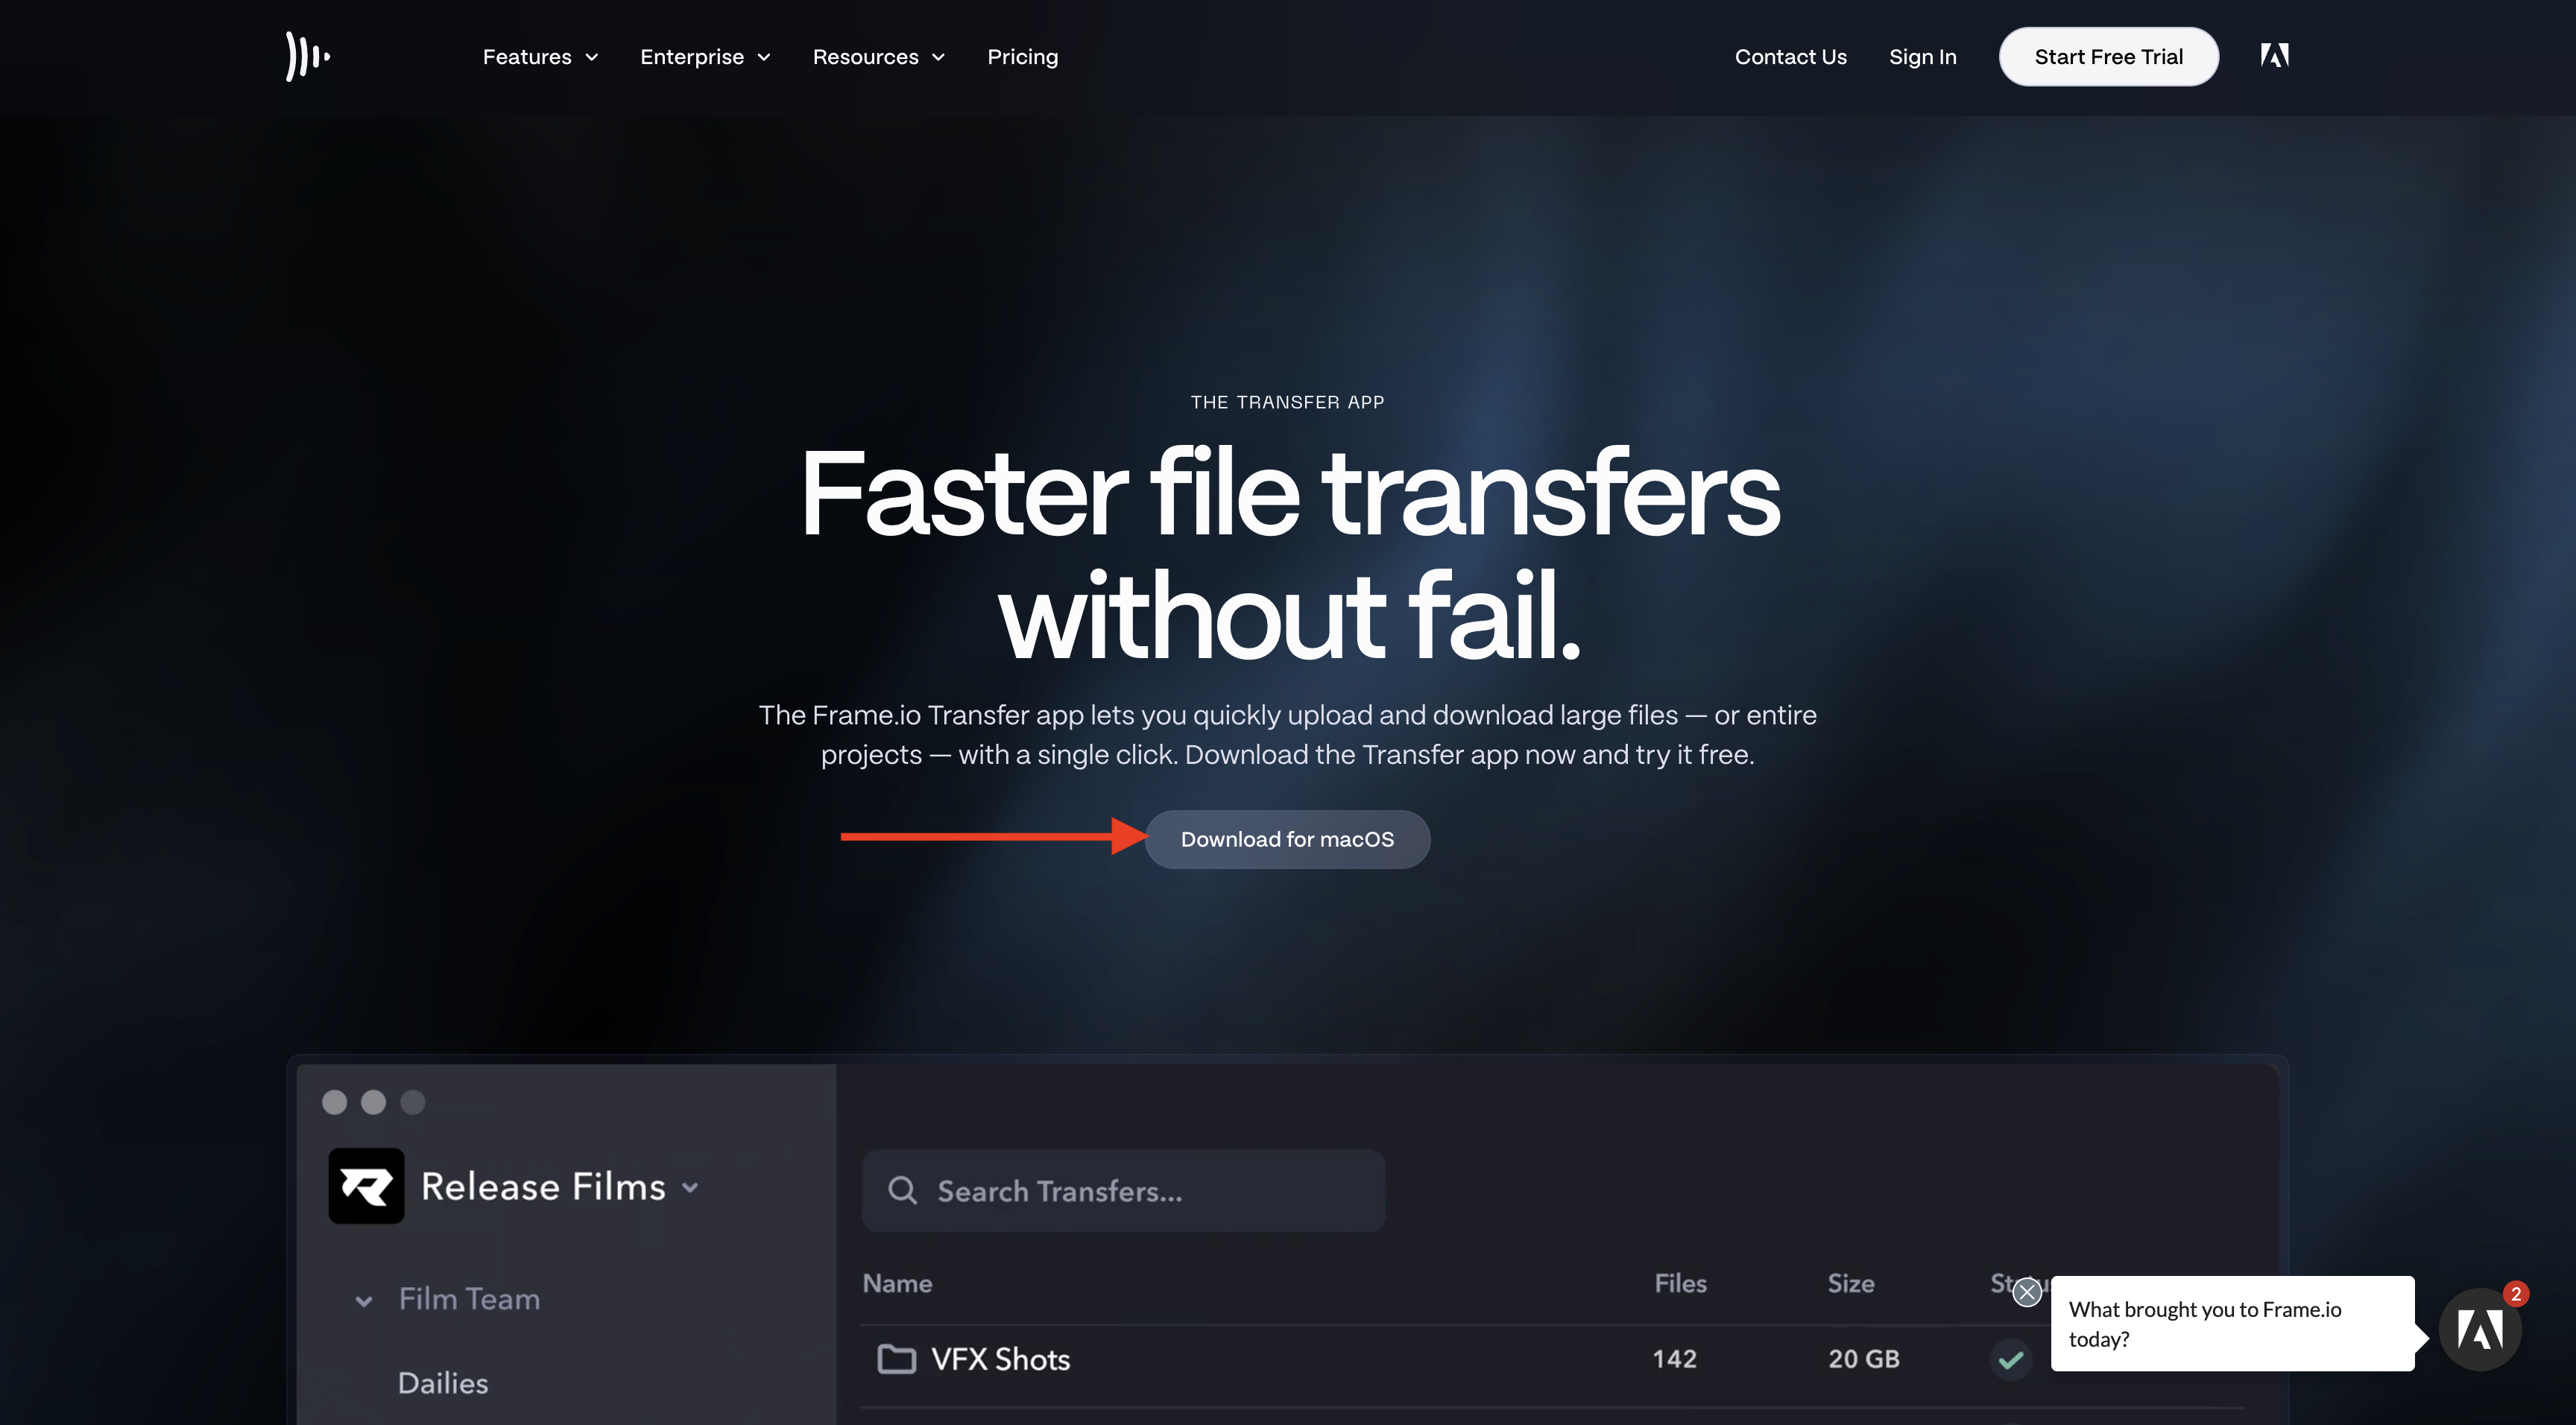 Features
Enterprise
Resources
Pricing
Contact Us
Sign In
Start Free Trial
THE TRANSFER APP
Faster file transfers
without fail.
The Frame.io Transfer app lets you quickly upload and download large files — or entire
projects — with a single click. Download the Transfer app now and try it free.
Download for macOS
Release Films
Search Transfers...
Name
Files
Size
Film Team
VFX Shots
142
20 GB
Dailies
What brought you to Frame.io
today?
2